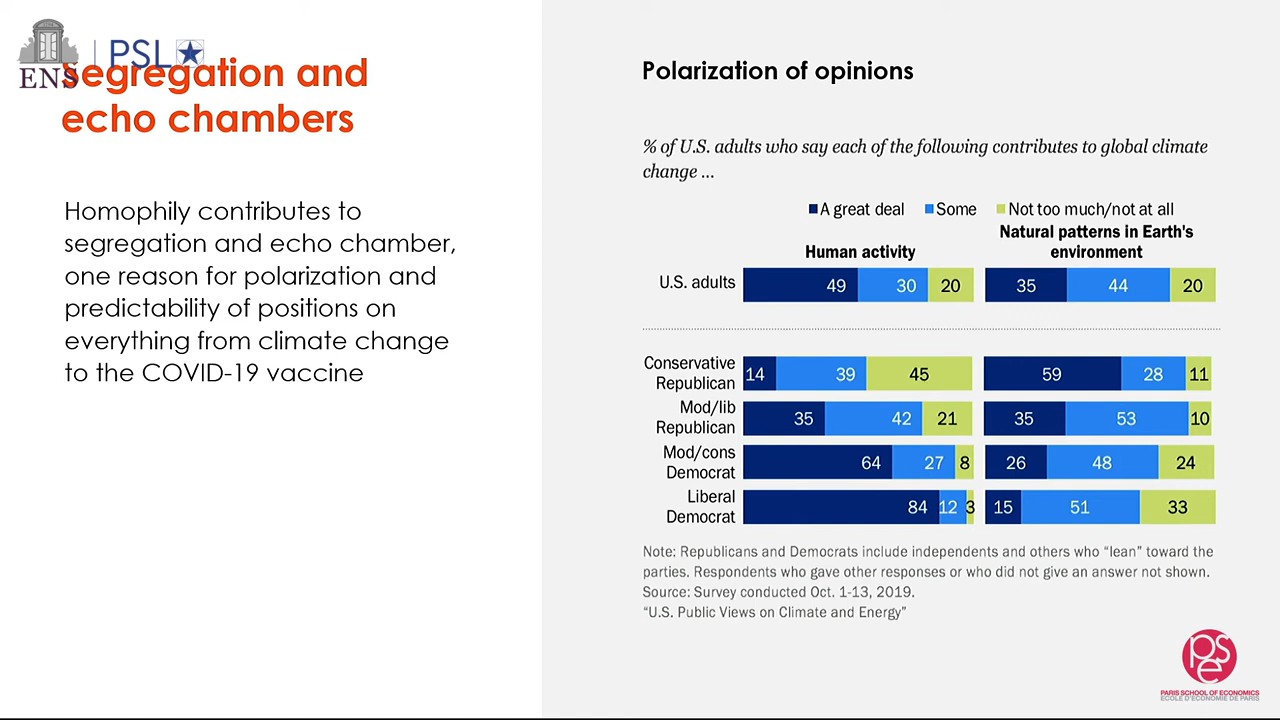 ENS
PSL
Segregation and
echo chambers
Homophily contributes to
segregation and echo chamber,
one reason for polarization and
predictability of positions on
everything from climate change
to the COVID-19 vaccine
Polarization of opinions
% of U.S. adults who say each of the following contributes to global climate
change ...
A great deal Some Not too much/not at all
Human activity
Natural patterns in Earth's
environment
U.S. adults 49 30 20 35 44 20
Conservative
Republican 14 39 45 59 28 11
Mod/lib
Republican 35 42 21 35 53 10
Mod/cons
Democrat 64 27 8 26 48 24
Liberal
Democrat 84 12 3 15 51 33
Note: Republicans and Democrats include independents and others who “lean” toward the
parties. Respondents who gave other responses or who did not give an answer not shown.
Source: Survey conducted Oct. 1-13, 2019.
“U.S. Public Views on Climate and Energy”
pse
PARIS SCHOOL OF ECONOMICS
ECOLE D'ECONOMIE DE PARIS